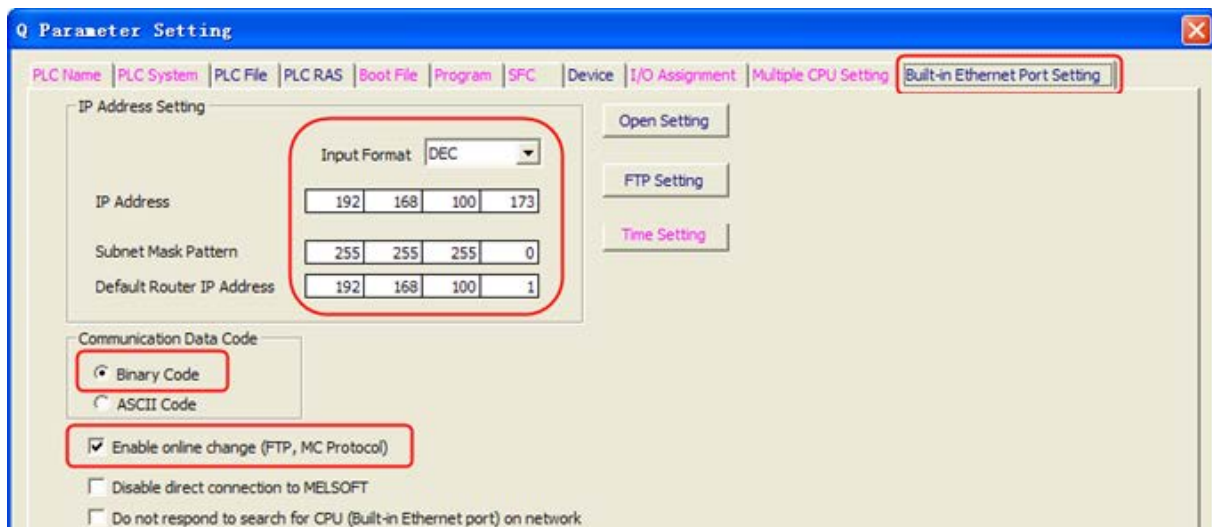 Q Parameter Setting
PLC Name PLC System PLC File PLC RAS Boot File Program SFC Device I/O Assignment Multiple CPU Setting Built-in Ethernet Port Setting
IP Address Setting
Input Format DEC
IP Address 192 168 100 173
Subnet Mask Pattern 255 255 255 0
Default Router IP Address 192 168 100 1
Open Setting
FTP Setting
Time Setting
Communication Data Code
Binary Code
ASCII Code
Enable online change (FTP, MC Protocol)
Disable direct connection to MELSOFT
Do not respond to search for CPU (Built-in Ethernet port) on network